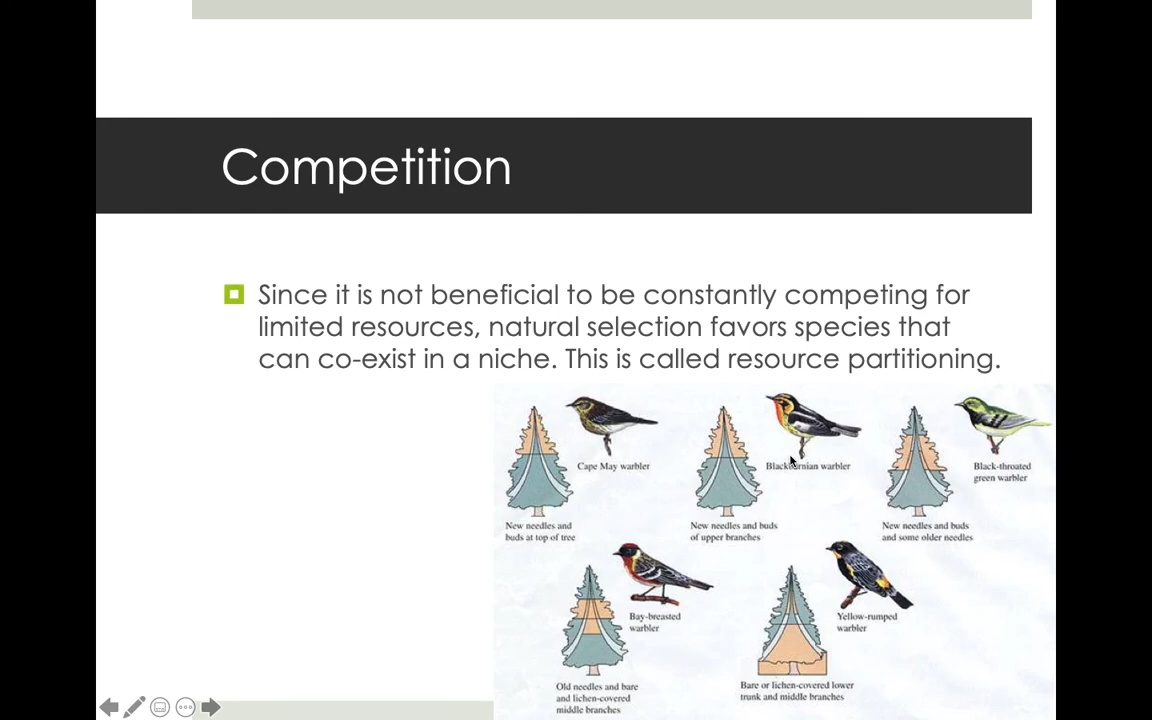 Competition
Since it is not beneficial to be constantly competing for
limited resources, natural selection favors species that
can co-exist in a niche. This is called resource partitioning.
Cape May warbler
New needles and
buds at top of tree
Blackburnian warbler
New needles and buds
of upper branches
Black-throated
green warbler
New needles and buds
and some older needles
Bay-breasted
warbler
Old needles and bare
and lichen-covered
middle branches
Yellow-rumped
warbler
Bare or lichen-covered lower
trunk and middle branches